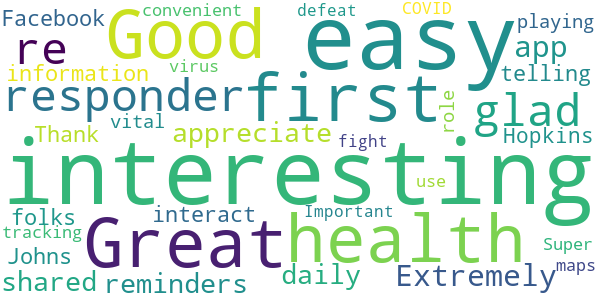 Facebook convenient defeat COVID playing
re Good easy app
information virus telling
responder first glad
vital role Hopkins
Thank appreciate fight
interesting use
folks interact Important
tracking Great health Super
Johns maps
shared reminders daily Extremely